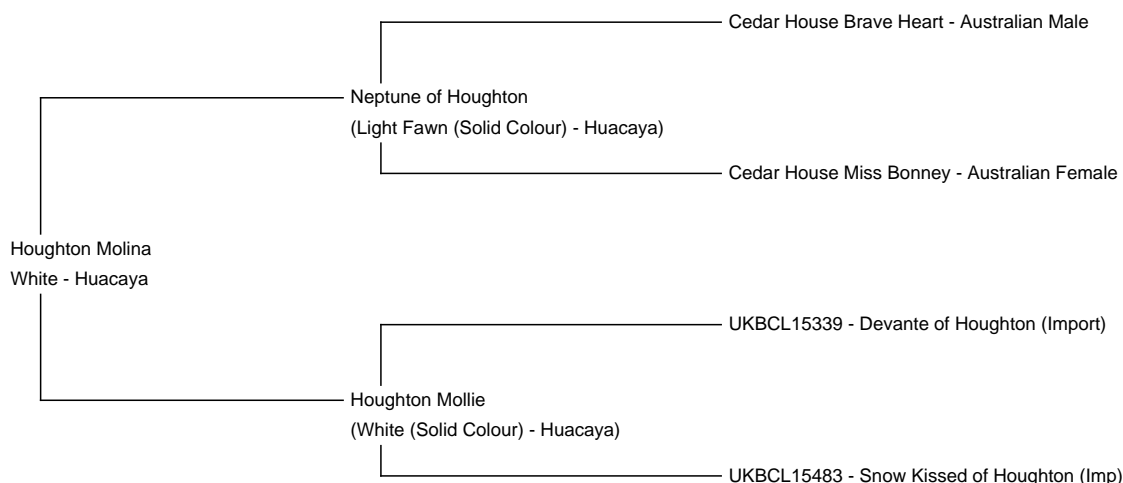 Cedar House Brave Heart - Australian Male
Neptune of Houghton
(Light Fawn (Solid Colour) - Huacaya)
Cedar House Miss Bonney - Australian Female
Houghton Molina
White - Huacaya
UKBCL15339 - Devante of Houghton (Import)
Houghton Mollie
(White (Solid Colour) - Huacaya)
UKBCL15483 - Snow Kissed of Houghton (Imp)